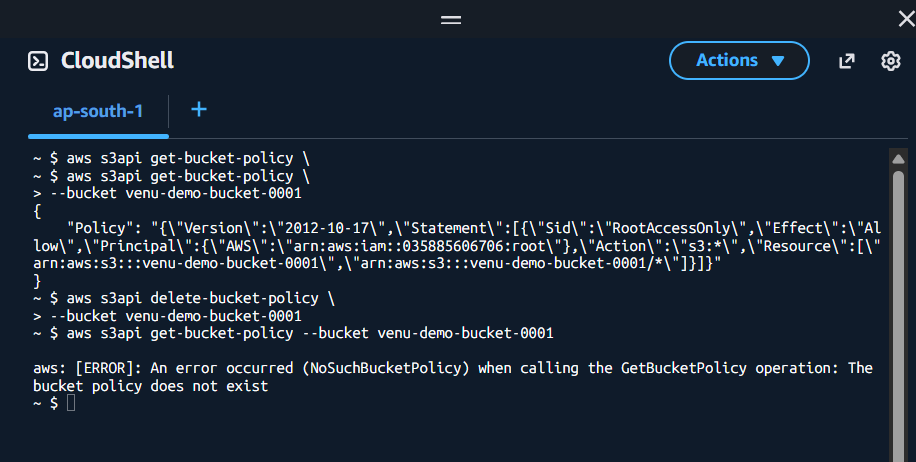 CloudShell
Actions
ap-south-1
+
~ $ aws s3api get-bucket-policy \
~ $ aws s3api get-bucket-policy \
> --bucket venu-demo-bucket-0001
{
    "Policy": "{\"Version\":\"2012-10-17\",\"Statement\":[{\"Sid\":\"RootAccessOnly\",\"Effect\":\"Al
low\",\"Principal\":{\"AWS\":\"arn:aws:iam::035885606706:root\"},\"Action\":\"s3:*\",\"Resource\":[\"
arn:aws:s3:::venu-demo-bucket-0001\",\"arn:aws:s3:::venu-demo-bucket-0001/*\"]}]}"
}
~ $ aws s3api delete-bucket-policy \
> --bucket venu-demo-bucket-0001
~ $ aws s3api get-bucket-policy --bucket venu-demo-bucket-0001
aws: [ERROR]: An error occurred (NoSuchBucketPolicy) when calling the GetBucketPolicy operation: The
bucket policy does not exist
~ $